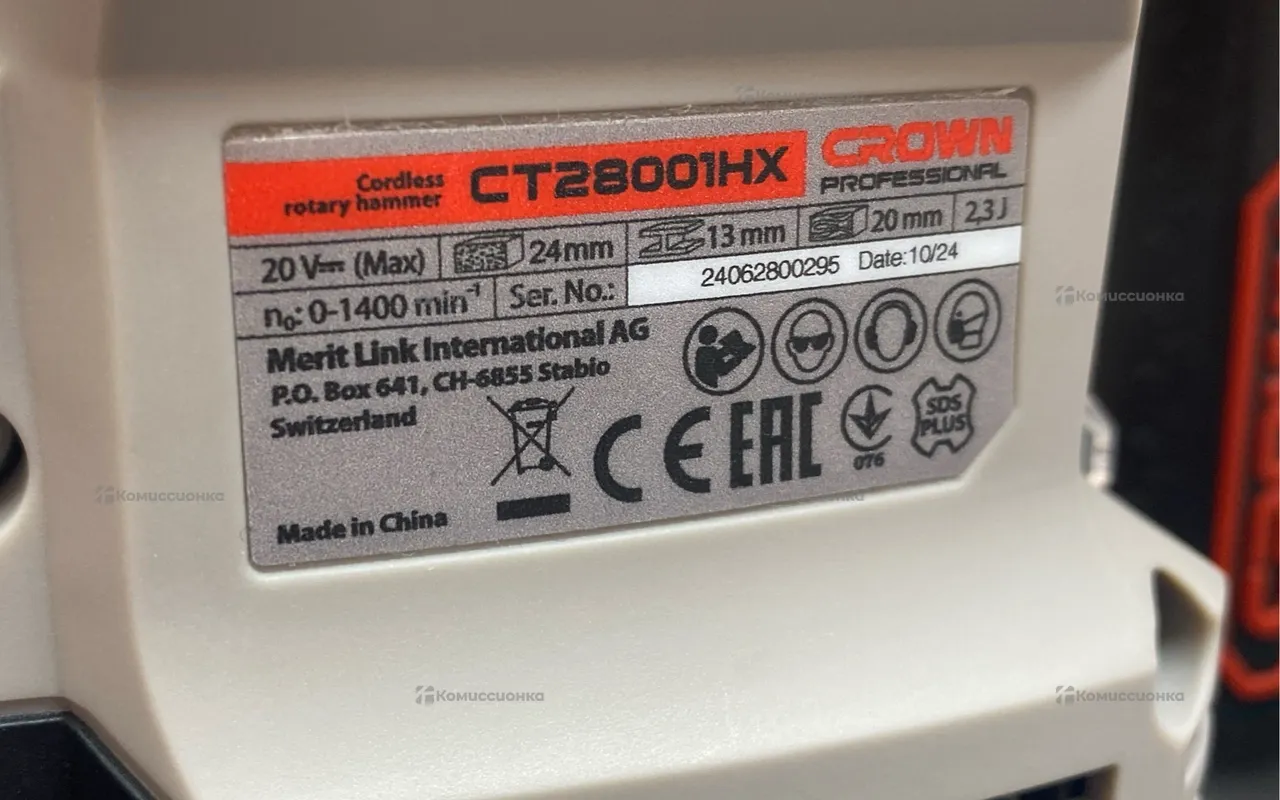 Cordless
rotary hammer
CT28001HX
CROWN
PROFESSIONAL
20 V (Max)
24mm
13 mm
20 mm
2,3 J
n₀: 0-1400 min⁻¹
Ser. No.:
24062800295 Date:10/24
Merit Link International AG
P.O. Box 641, CH-6855 Stabio
Switzerland
CE
EAC
076
SDS
PLUS
Made in China
Комиссионка
Комиссионка
Комиссионка
Комиссионка
Комиссионка